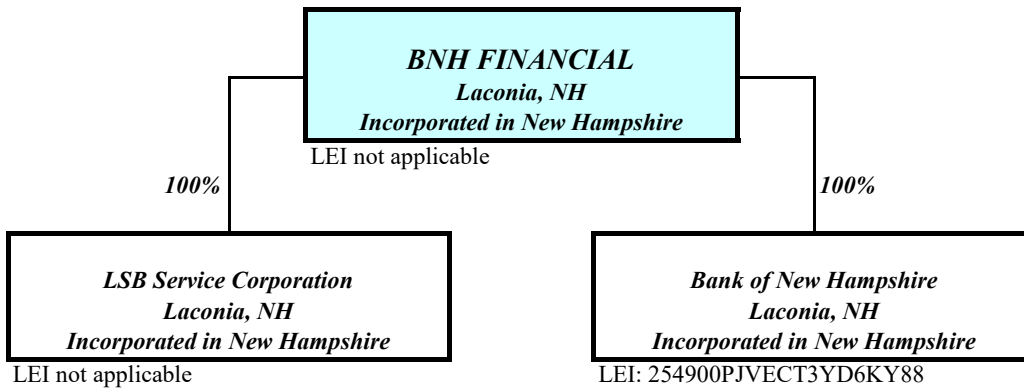 BNH FINANCIAL
Laconia, NH
Incorporated in New Hampshire
LEI not applicable
100%
100%
LSB Service Corporation
Laconia, NH
Incorporated in New Hampshire
LEI not applicable
Bank of New Hampshire
Laconia, NH
Incorporated in New Hampshire
LEI: 254900PJVECT3YD6KY88